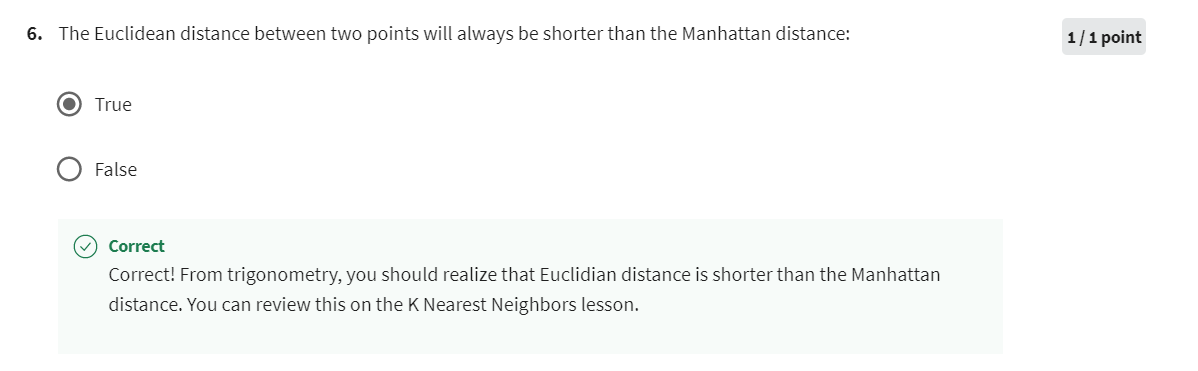 6. The Euclidean distance between two points will always be shorter than the Manhattan distance:
1 / 1 point
True
False
Correct
Correct! From trigonometry, you should realize that Euclidian distance is shorter than the Manhattan
distance. You can review this on the K Nearest Neighbors lesson.